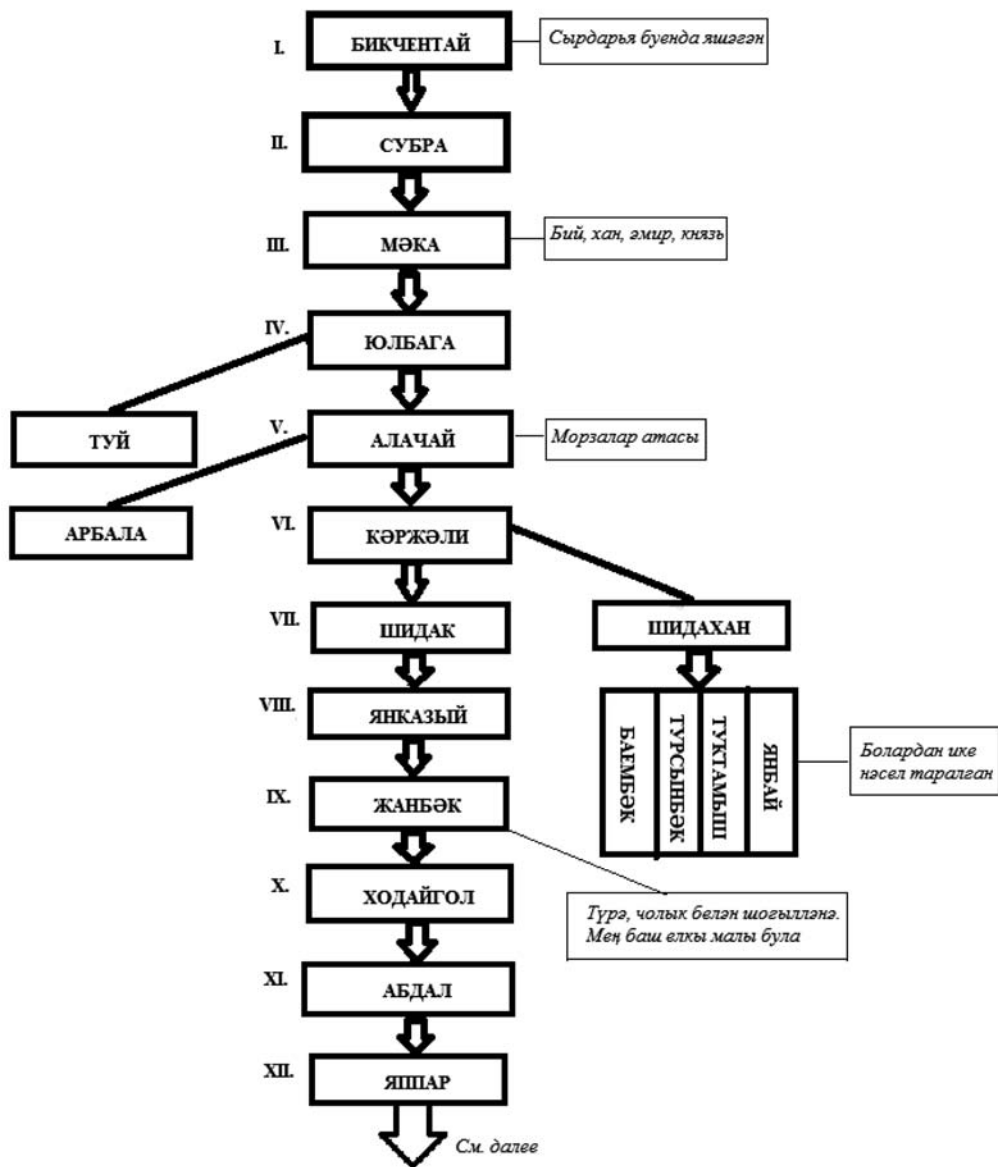 I.
БИКЧЕНТАЙ
Сырдарья буенда яшәгән
II.
СУБРА
III.
МӘКА
Бий, хан, әмир, князь
IV.
ЮЛБАГА
ТУЙ
V.
АЛАЧАЙ
Морзалар атасы
АРБАЛА
VI.
КӘРЖӘЛИ
VII.
ШИДАК
ШИДАХАН
VIII.
ЯНКАЗЫЙ
БАЕМБӘК
ТУРСЫНБӘК
ТУКТАМЫШ
ЯНБАЙ
Болардан ике
нәсел таралган
IX.
ЖАНБӘК
X.
ХОДАЙГОЛ
Түрә, чолык белән шогылләнә.
Мең баш елкы малы була
XI.
АБДАЛ
XII.
ЯППАР
См. далее